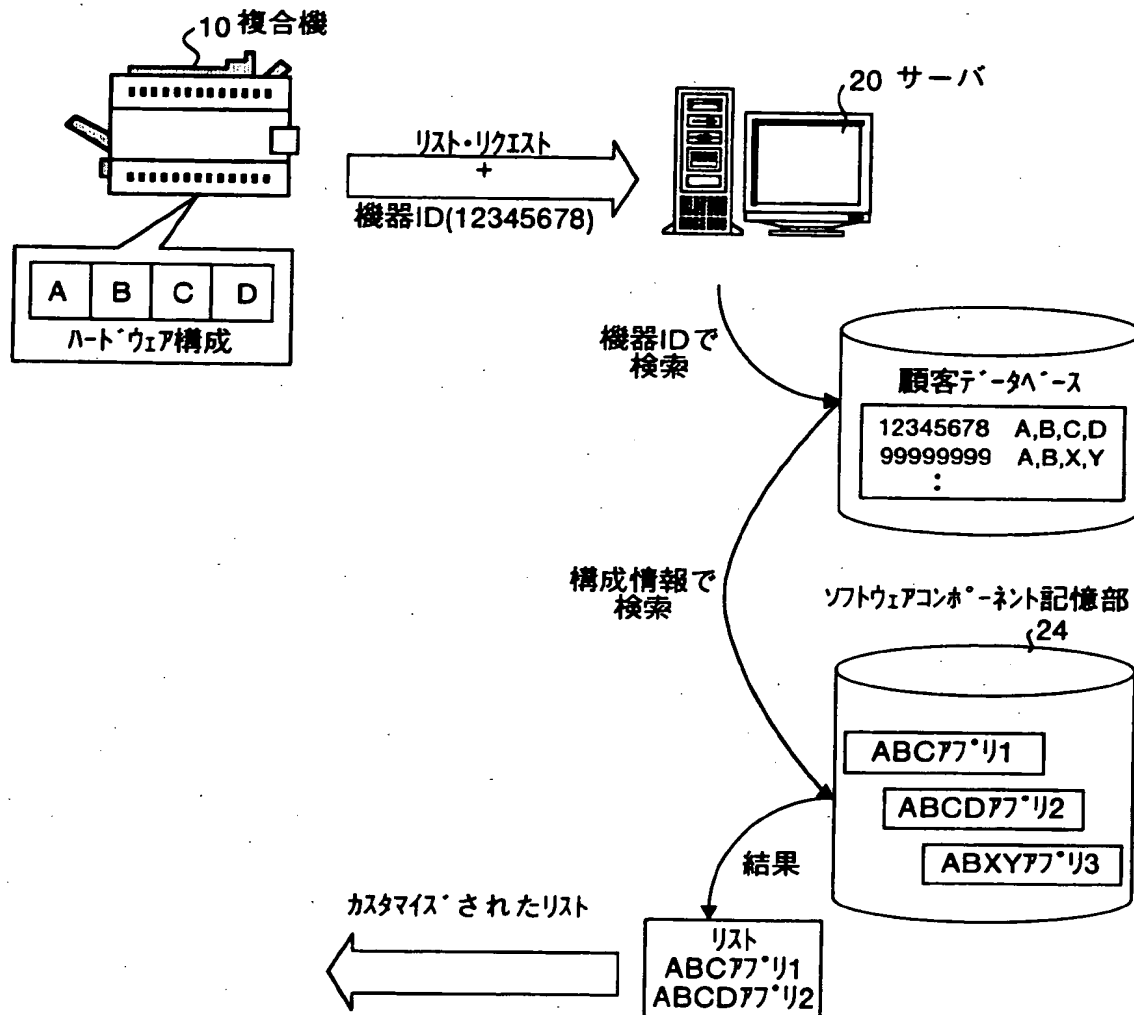 10 複合機
20 サーバ
リスト・リクエスト
+
機器ID(12345678)
A B C D
ハードウェア構成
機器IDで
検索
顧客データベース
12345678 A,B,C,D
99999999 A,B,X,Y
:
構成情報で
検索
ソフトウェアコンポーネント記憶部
24
ABCアプリ1
ABCDアプリ2
ABXYアプリ3
結果
カスタマイズされたリスト
リスト
ABCアプリ1
ABCDアプリ2